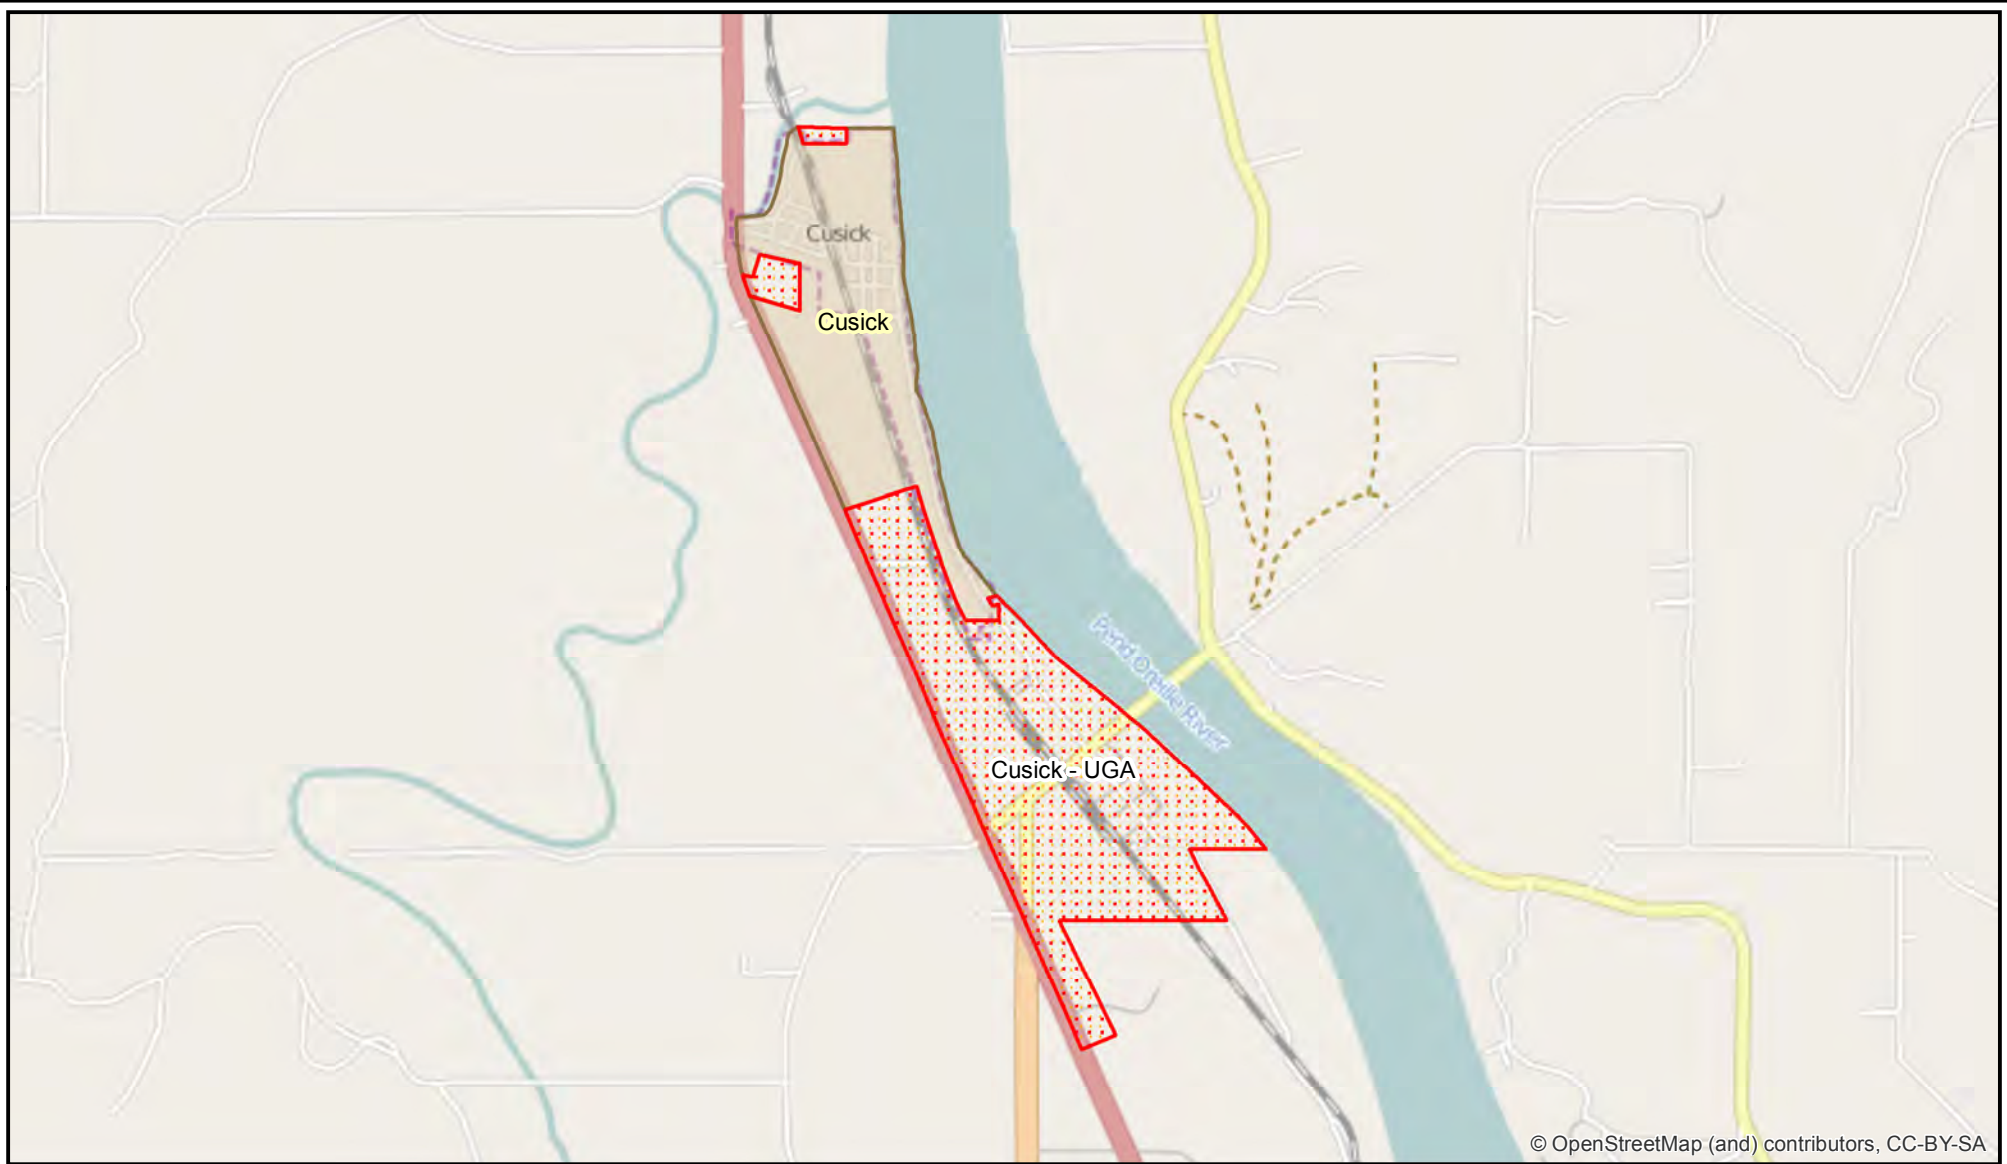 Cusick
Cusick
Pend Oreille River
Cusick - UGA
© OpenStreetMap (and) contributors, CC-BY-SA